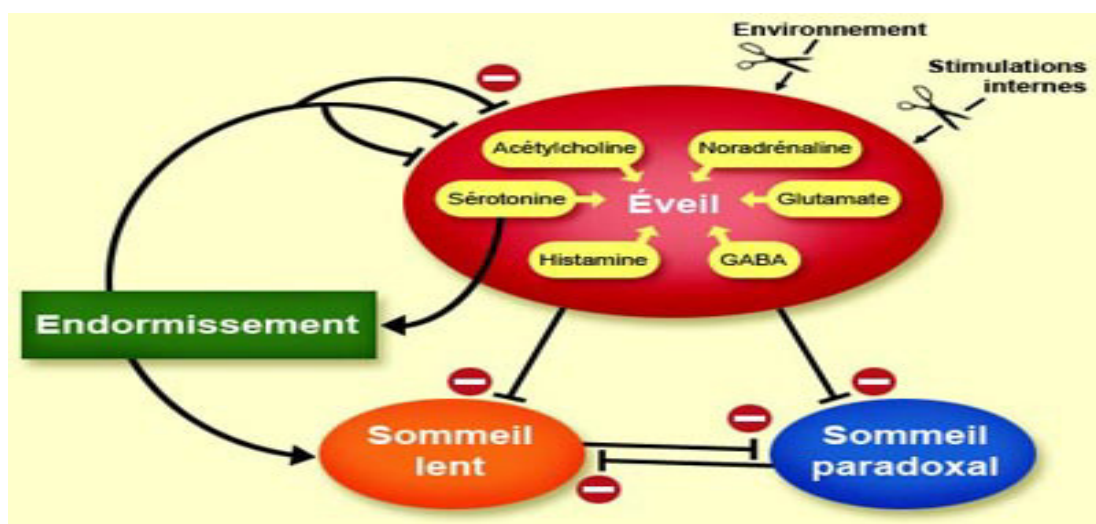 Environnement
Stimulations
internes
Acétylcholine
Noradrénaline
Sérotonine
Éveil
Glutamate
Histamine
GABA
Endormissement
Sommeil
lent
Sommeil
paradoxal